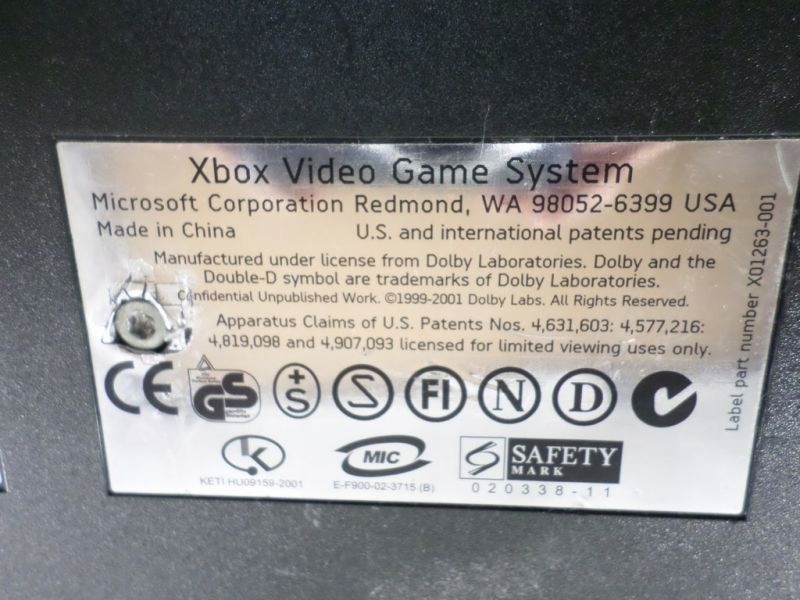 Xbox Video Game System
Microsoft Corporation Redmond, WA 98052-6399 USA
Made in China U.S. and international patents pending
Manufactured under license from Dolby Laboratories. Dolby and the
Double-D symbol are trademarks of Dolby Laboratories.
Confidential Unpublished Work. ©1999-2001 Dolby Labs. All Rights Reserved.
Apparatus Claims of U.S. Patents Nos. 4,631,603: 4,577,216:
4,819,098 and 4,907,093 licensed for limited viewing uses only.
CE GS +S Z FI N D
K MIC S SAFETY MARK
KETI HU09159-2001 E-F900-02-3715 (B) 020338-11
Label part number X01263-001